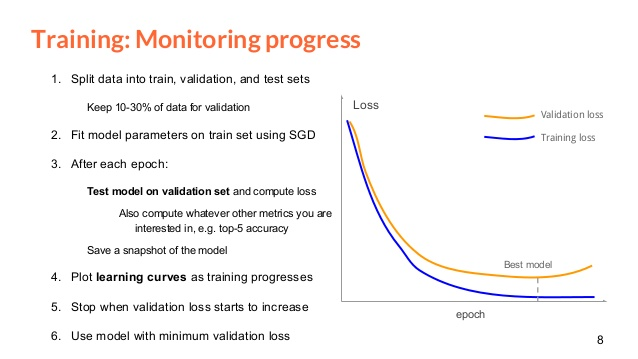 Training: Monitoring progress
1. Split data into train, validation, and test sets
Keep 10-30% of data for validation
2. Fit model parameters on train set using SGD
3. After each epoch:
Test model on validation set and compute loss
Also compute whatever other metrics you are
interested in, e.g. top-5 accuracy
Save a snapshot of the model
4. Plot learning curves as training progresses
5. Stop when validation loss starts to increase
6. Use model with minimum validation loss
Loss
Validation loss
Training loss
Best model
epoch
8